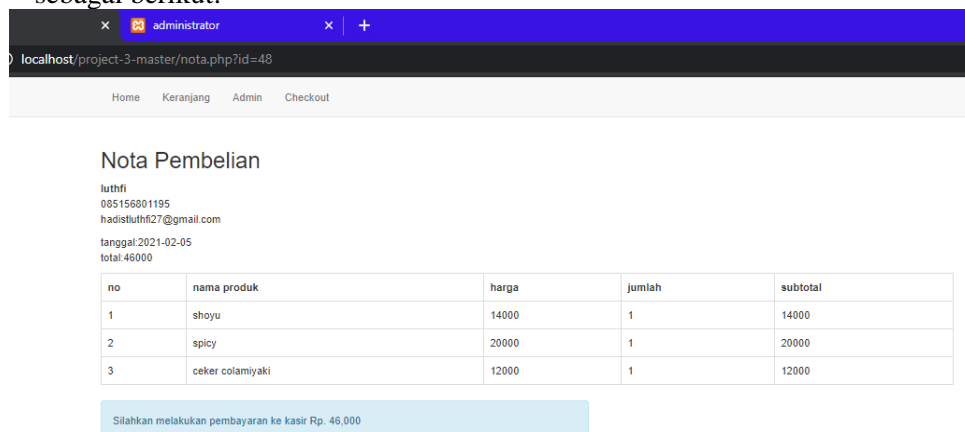 sebagai berikut:
× administrator × +
localhost/project-3-master/nota.php?id=48
Home Keranjang Admin Checkout
Nota Pembelian
luthfi
085156801195
hadistluthfi27@gmail.com
tanggal:2021-02-05
total:46000
no nama produk harga jumlah subtotal
1 shoyu 14000 1 14000
2 spicy 20000 1 20000
3 ceker colamiyaki 12000 1 12000
Silahkan melakukan pembayaran ke kasir Rp. 46,000